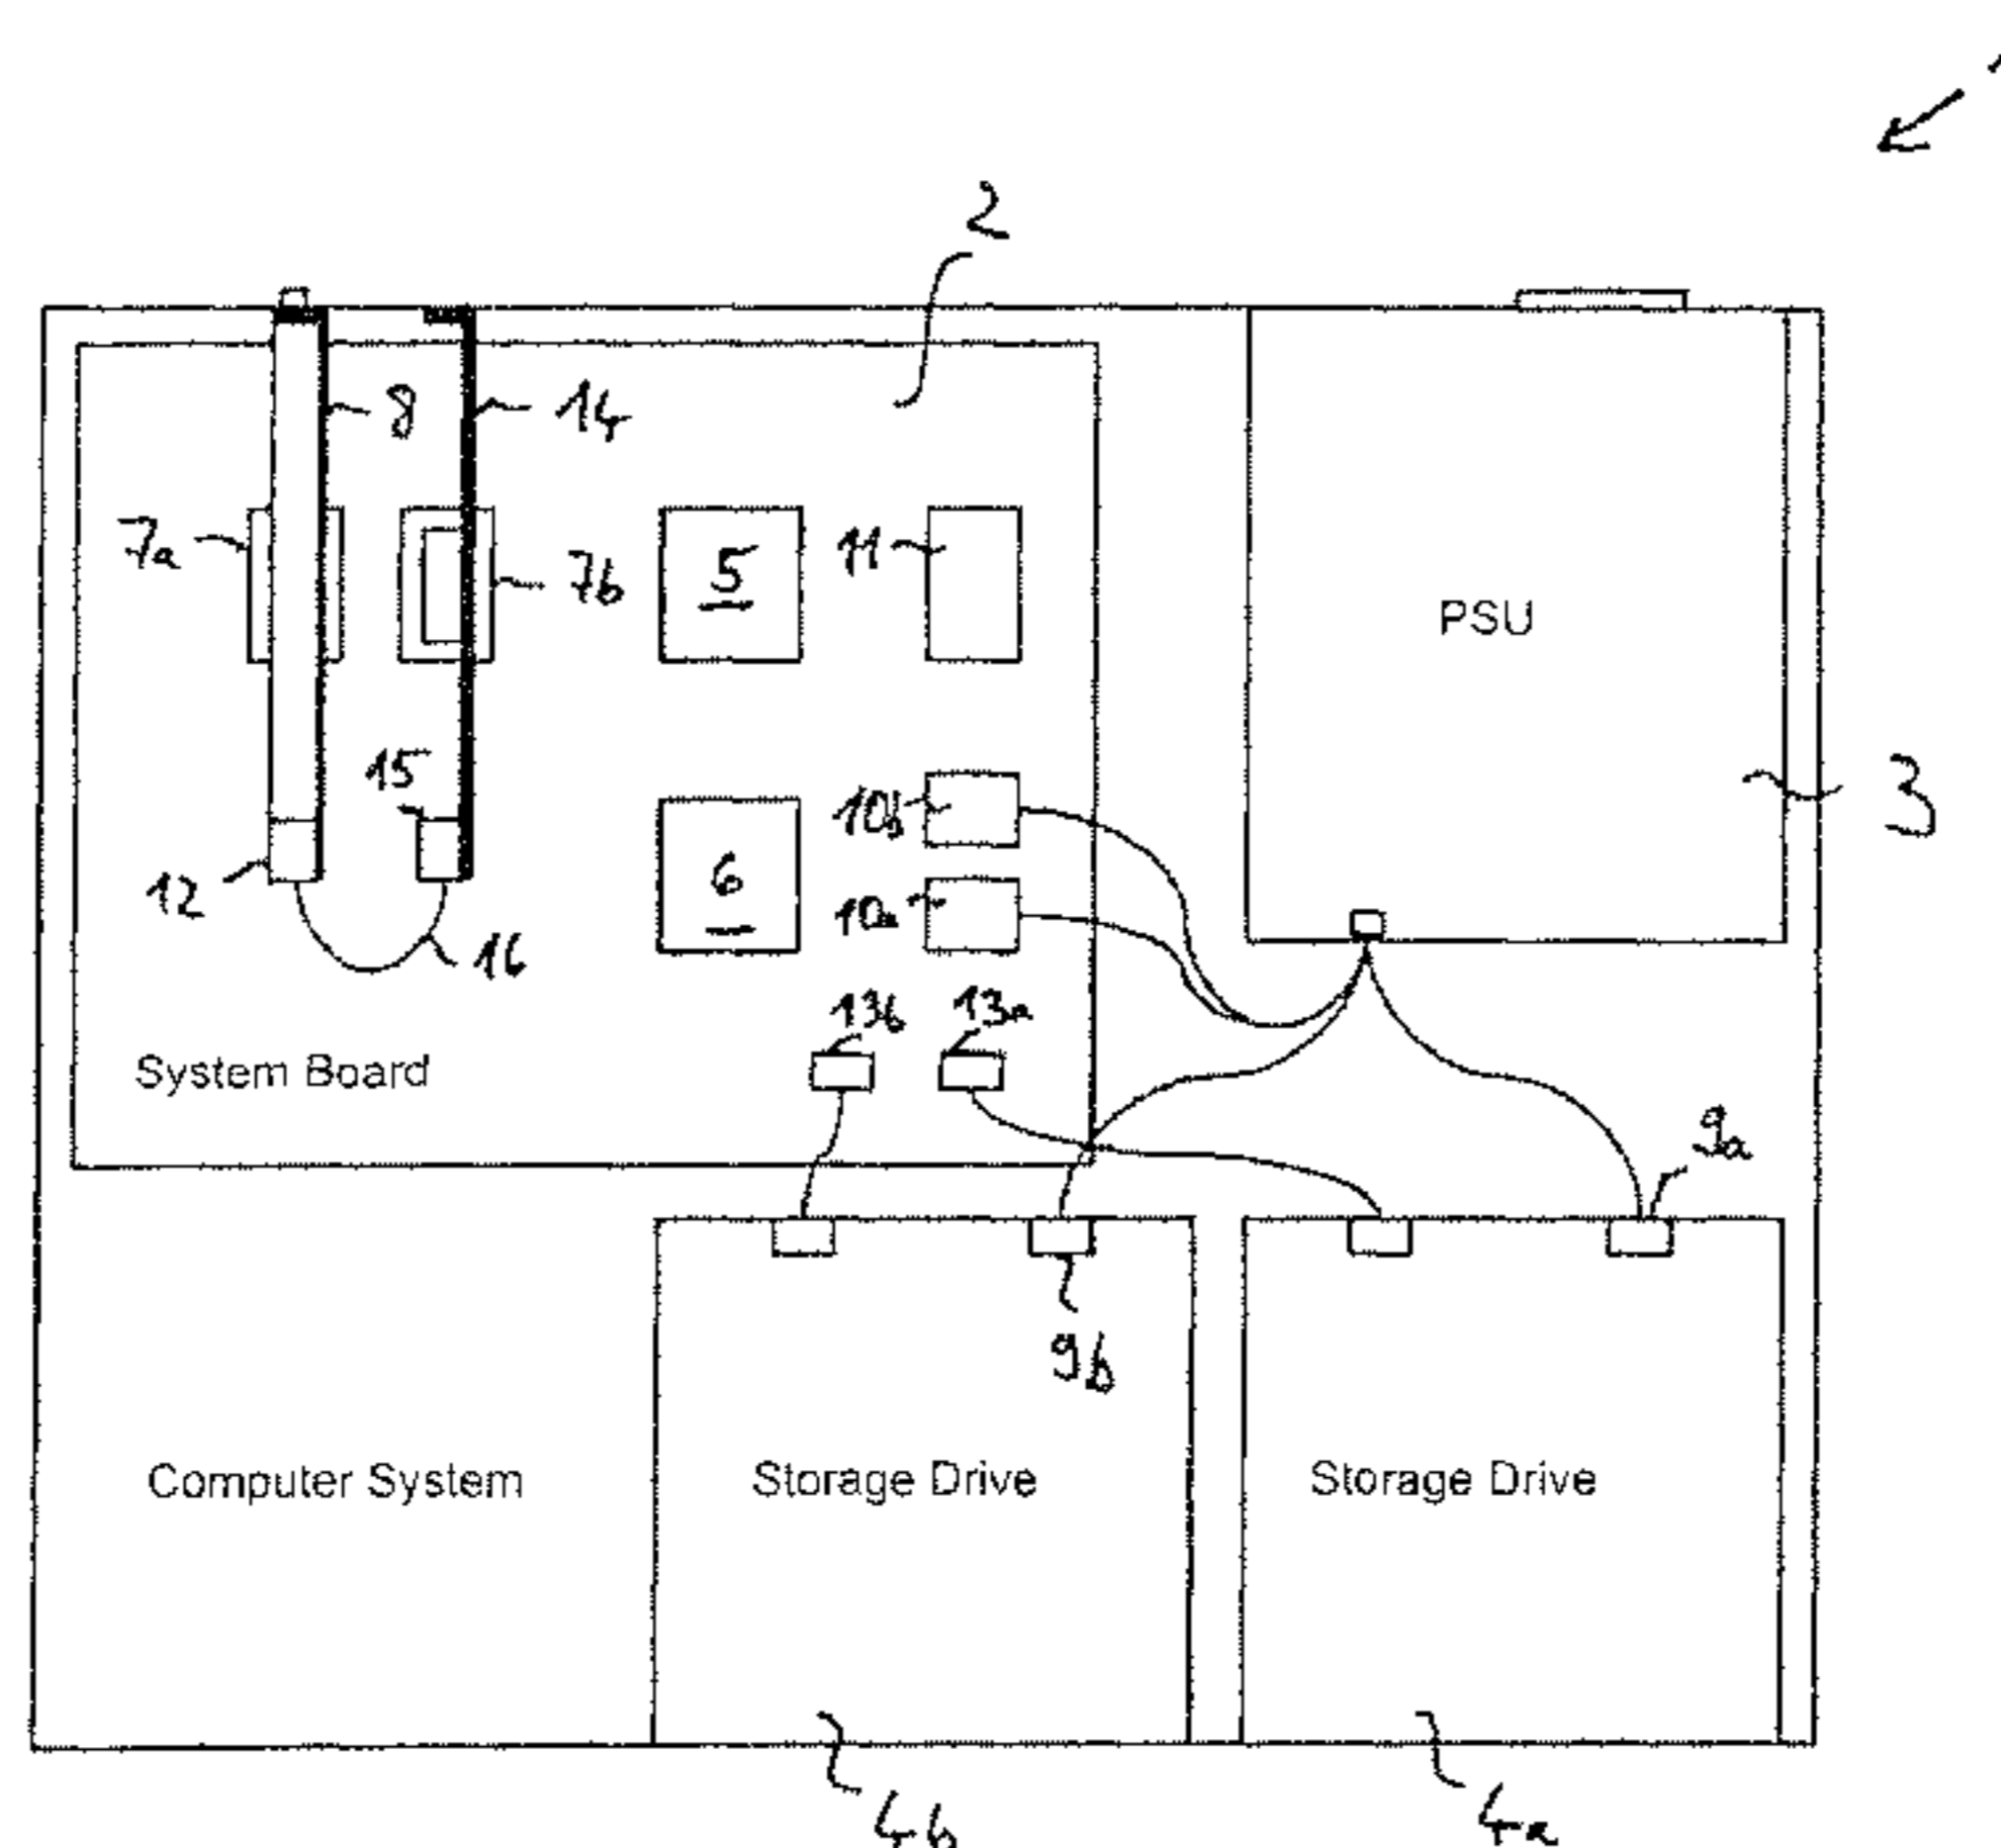 1
2
8
14
7a
7b
5
11
PSU
15
10b
3
12
6
10a
16
13b
13a
System Board
9a
9b
Computer System
Storage Drive
Storage Drive
4b
4a